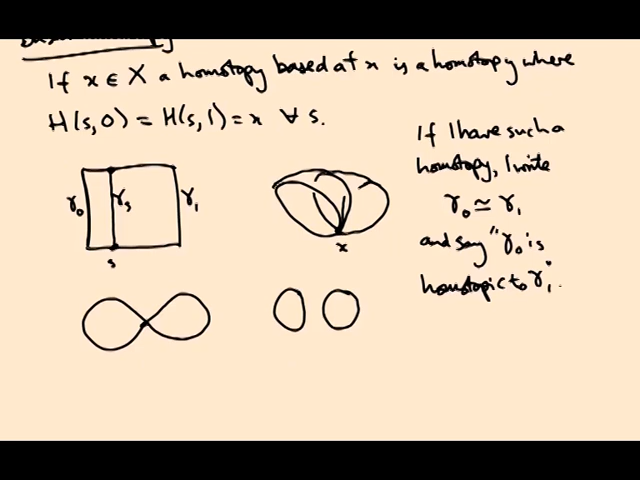 If x ∈ X a homotopy based at x is a homotopy where
H(s,0) = H(s,1) = x ∀ s.
If I have such a
homotopy, I write
γ₀ ≃ γ₁
and say "γ₀ is
homotopic to γ₁".
γ₀ γₛ γ₁
s
x